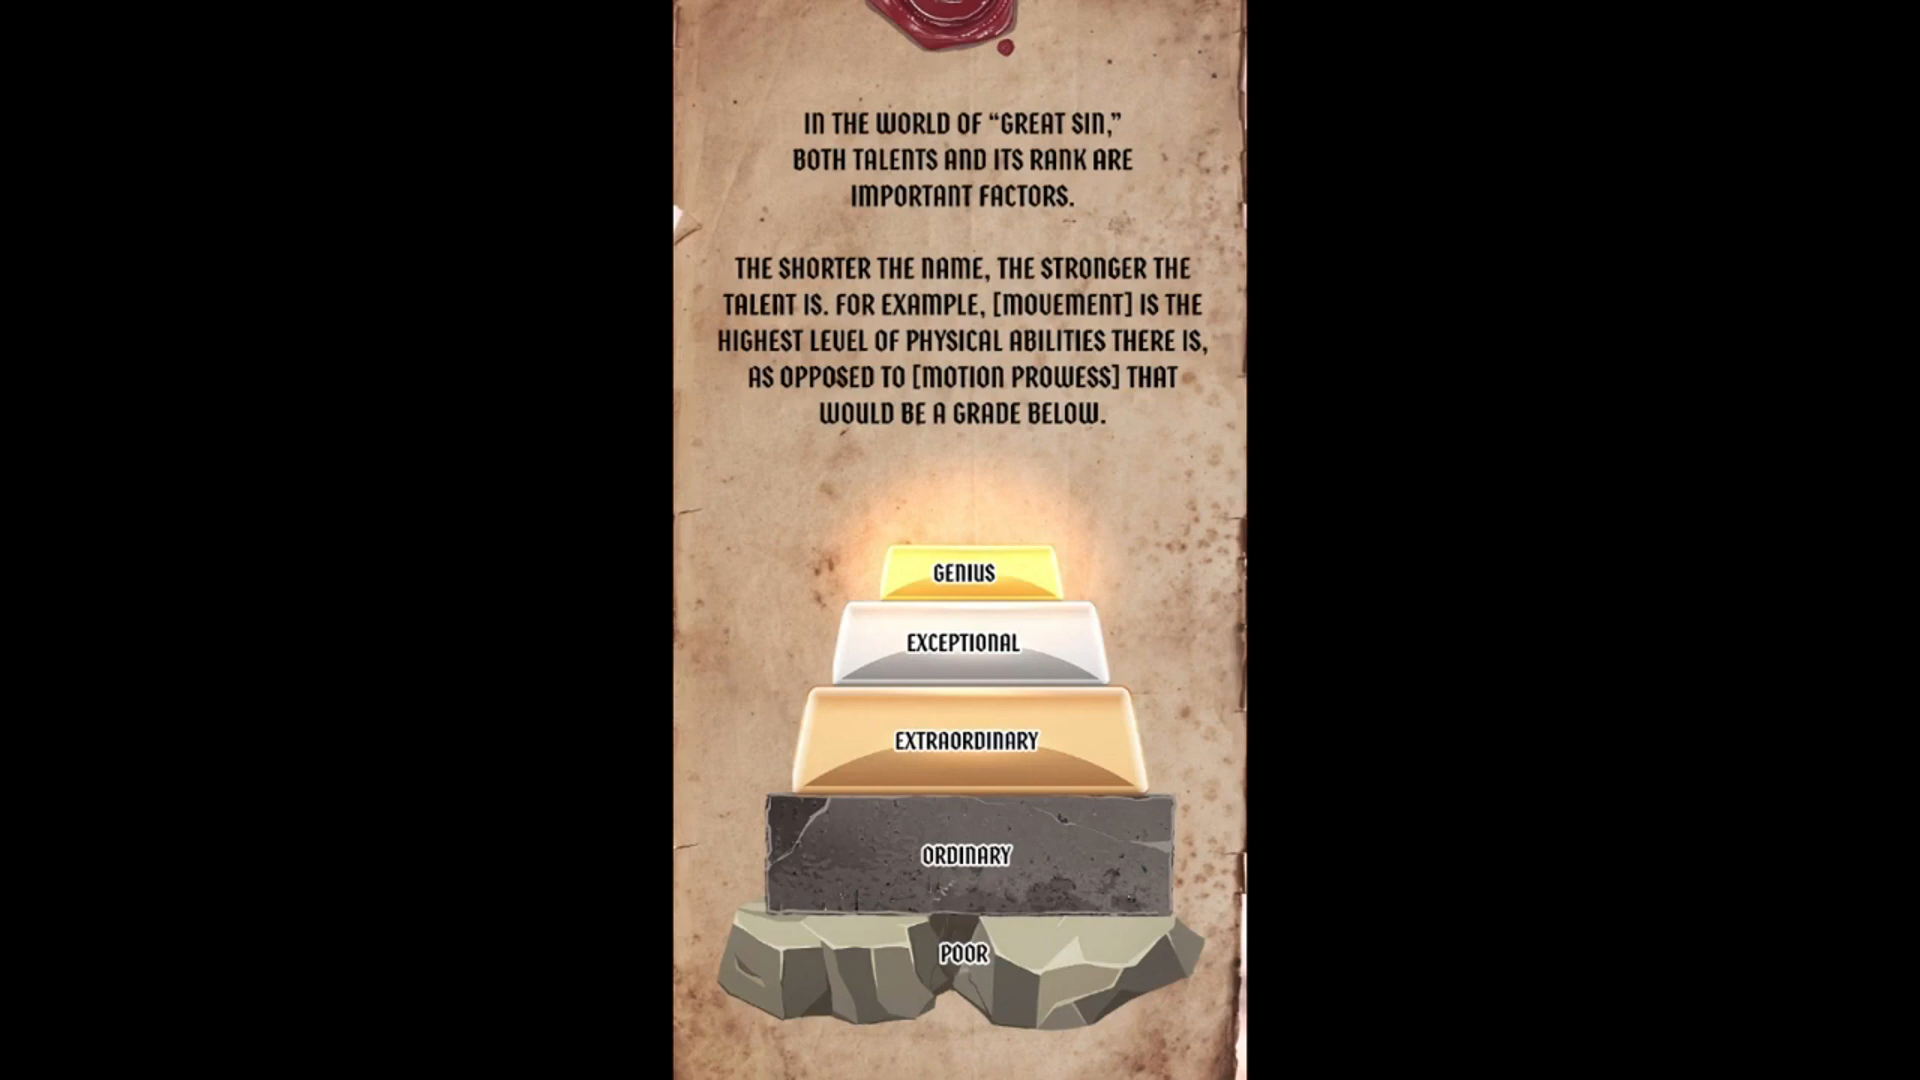 IN THE WORLD OF “GREAT SIN,”
BOTH TALENTS AND ITS RANK ARE
IMPORTANT FACTORS.
THE SHORTER THE NAME, THE STRONGER THE
TALENT IS. FOR EXAMPLE, [MOVEMENT] IS THE
HIGHEST LEVEL OF PHYSICAL ABILITIES THERE IS,
AS OPPOSED TO [MOTION PROWESS] THAT
WOULD BE A GRADE BELOW.
GENIUS
EXCEPTIONAL
EXTRAORDINARY
ORDINARY
POOR